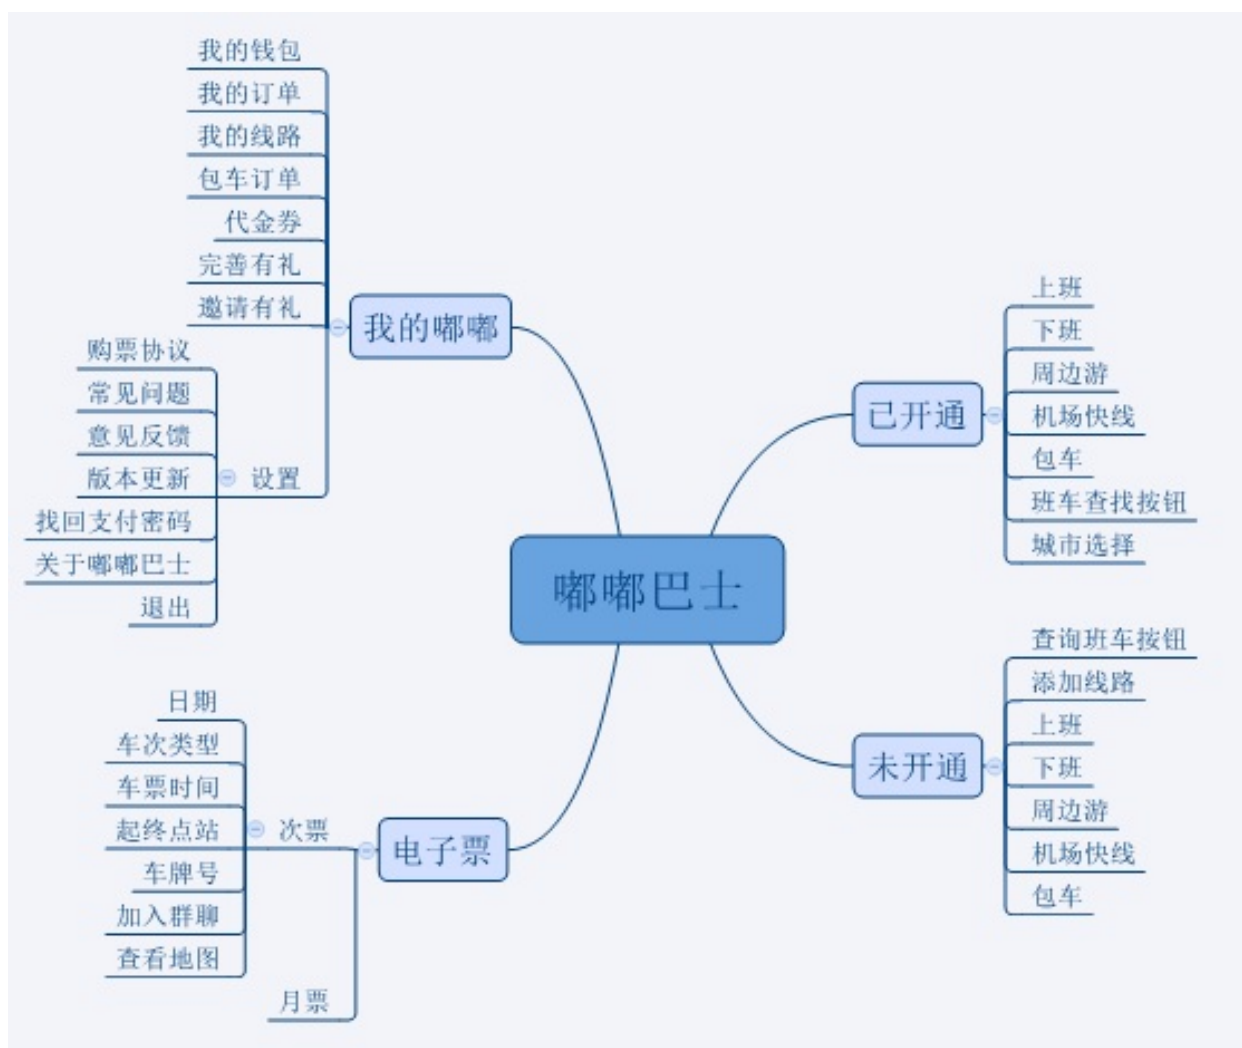 嘟嘟巴士
我的嘟嘟
我的钱包
我的订单
我的线路
包车订单
代金券
完善有礼
邀请有礼
设置
购票协议
常见问题
意见反馈
版本更新
找回支付密码
关于嘟嘟巴士
退出
电子票
次票
日期
车次类型
车票时间
起终点站
车牌号
加入群聊
查看地图
月票
已开通
上班
下班
周边游
机场快线
包车
班车查找按钮
城市选择
未开通
查询班车按钮
添加线路
上班
下班
周边游
机场快线
包车